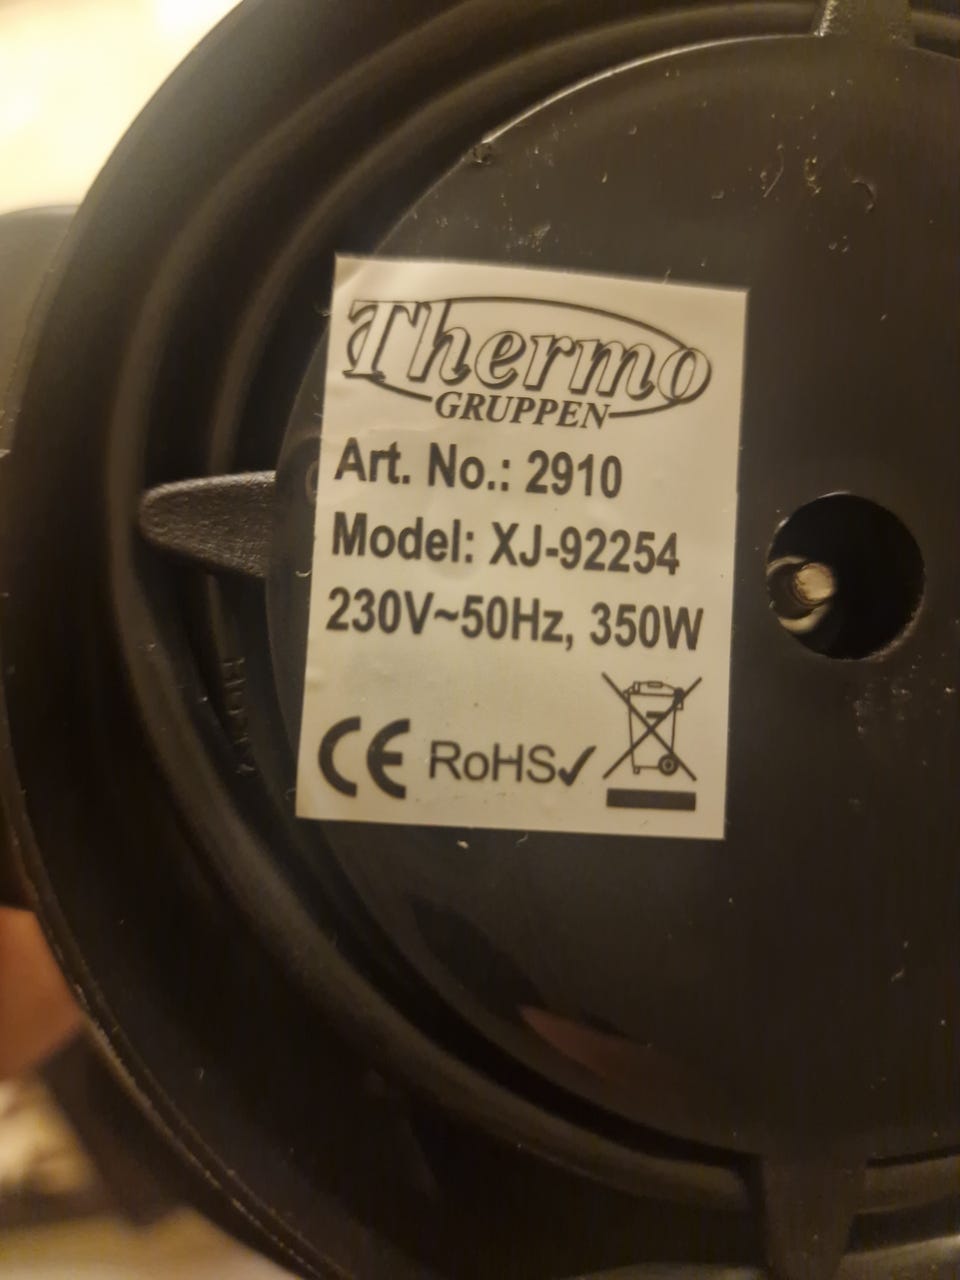 Thermo
GRUPPEN
Art. No.: 2910
Model: XJ-92254
230V~50Hz, 350W
CE RoHS✓